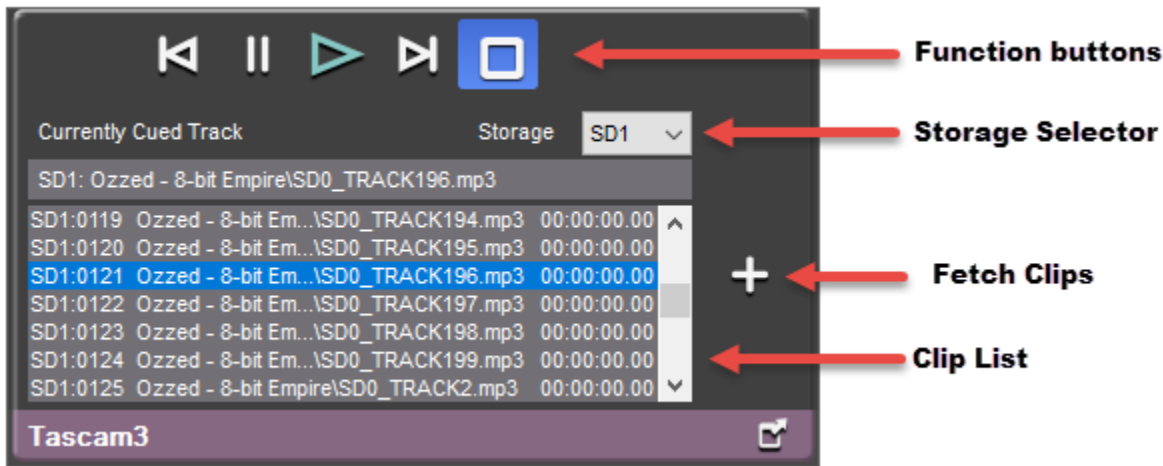 Function buttons
Currently Cued Track Storage SD1 Storage Selector
SD1: Ozzed - 8-bit Empire\SD0_TRACK196.mp3
SD1:0119 Ozzed - 8-bit Em...\SD0_TRACK194.mp3 00:00:00.00
SD1:0120 Ozzed - 8-bit Em...\SD0_TRACK195.mp3 00:00:00.00
SD1:0121 Ozzed - 8-bit Em...\SD0_TRACK196.mp3 00:00:00.00 Fetch Clips
SD1:0122 Ozzed - 8-bit Em...\SD0_TRACK197.mp3 00:00:00.00
SD1:0123 Ozzed - 8-bit Em...\SD0_TRACK198.mp3 00:00:00.00
SD1:0124 Ozzed - 8-bit Em...\SD0_TRACK199.mp3 00:00:00.00 Clip List
SD1:0125 Ozzed - 8-bit Empire\SD0_TRACK2.mp3 00:00:00.00
Tascam3